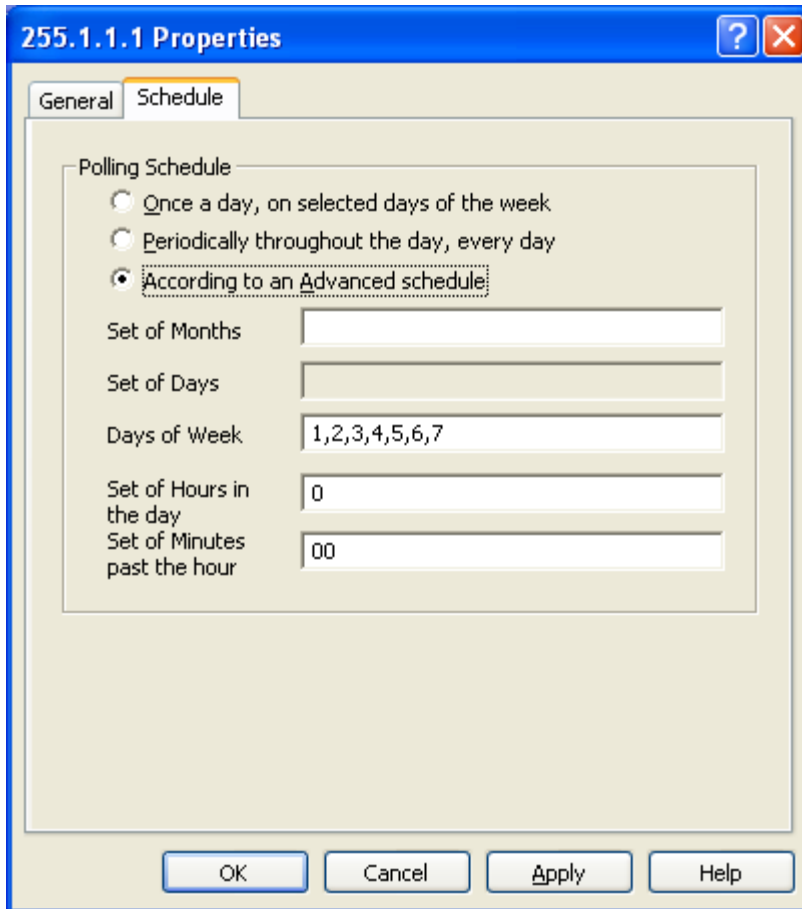 255.1.1.1 Properties
?
General
Schedule
Polling Schedule
Once a day, on selected days of the week
Periodically throughout the day, every day
According to an Advanced schedule
Set of Months
Set of Days
Days of Week
1,2,3,4,5,6,7
Set of Hours in
the day
0
Set of Minutes
past the hour
00
OK
Cancel
Apply
Help